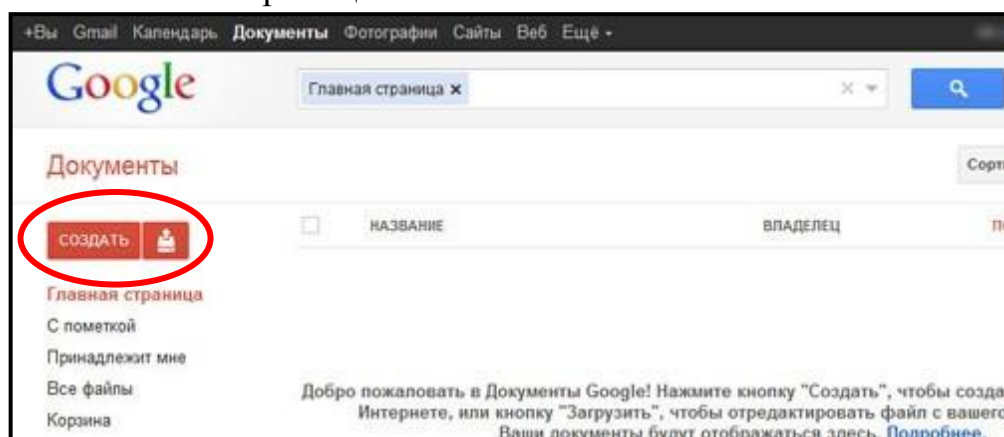 +Вы Gmail Календарь Документы Фотографии Сайты Веб Ещё
Google
Главная страница ×
Документы
СОЗДАТЬ
НАЗВАНИЕ ВЛАДЕЛЕЦ
Главная страница
С пометкой
Принадлежит мне
Все файлы
Корзина
Добро пожаловать в Документы Google! Нажмите кнопку "Создать", чтобы созда
Интернете, или кнопку "Загрузить", чтобы отредактировать файл с вашего
Ваши документы будут отображаться здесь. Подробнее.